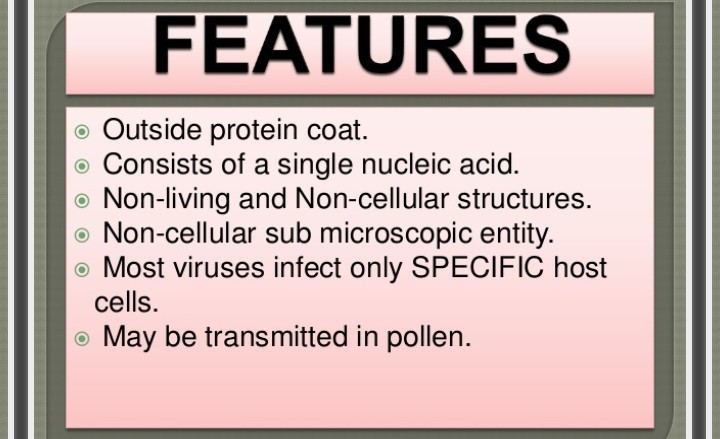 FEATURES
Outside protein coat.
Consists of a single nucleic acid.
Non-living and Non-cellular structures.
Non-cellular sub microscopic entity.
Most viruses infect only SPECIFIC host
cells.
May be transmitted in pollen.